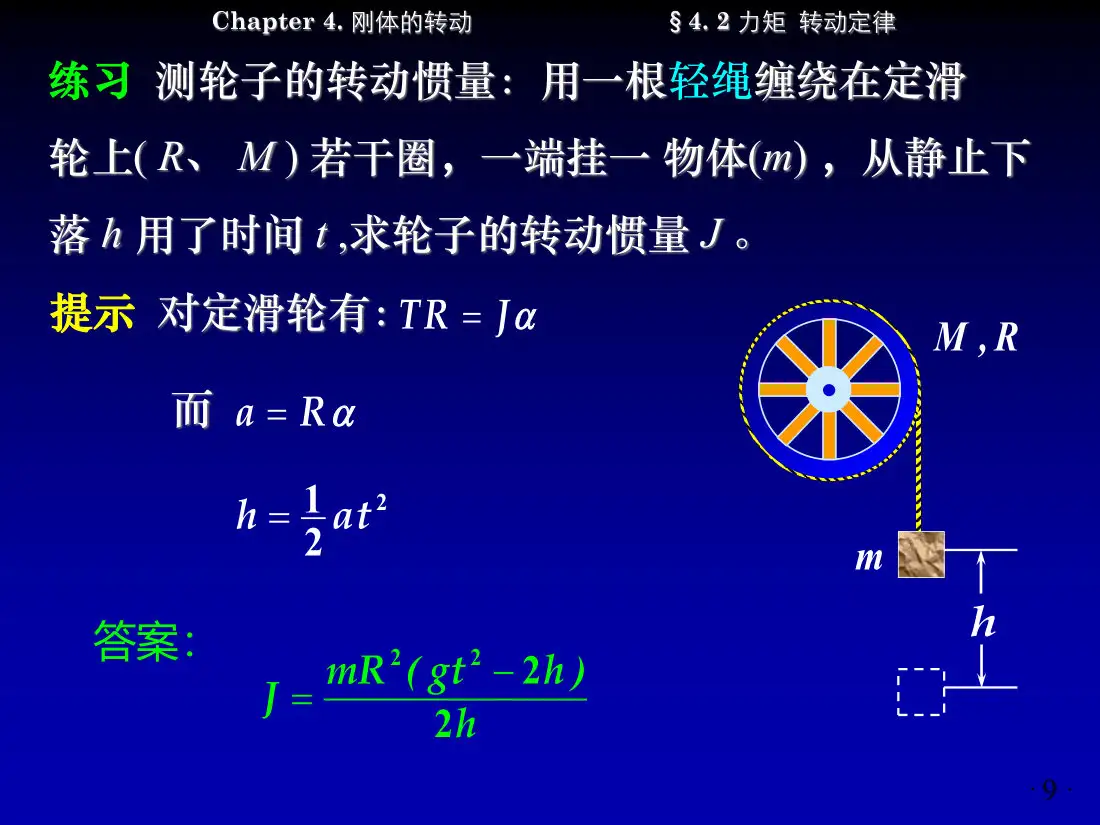 Chapter 4. 刚体的转动 §4. 2 力矩 转动定律
练习 测轮子的转动惯量：用一根轻绳缠绕在定滑
轮上( R、 M ) 若干圈，一端挂一 物体(m) ，从静止下
落 h 用了时间 t ,求轮子的转动惯量 J 。
提示 对定滑轮有: TR = Jα
而 a = Rα
h = 1/2 at²
答案：
J = mR²( gt² − 2h ) / 2h
M , R
m
h
· 9 ·